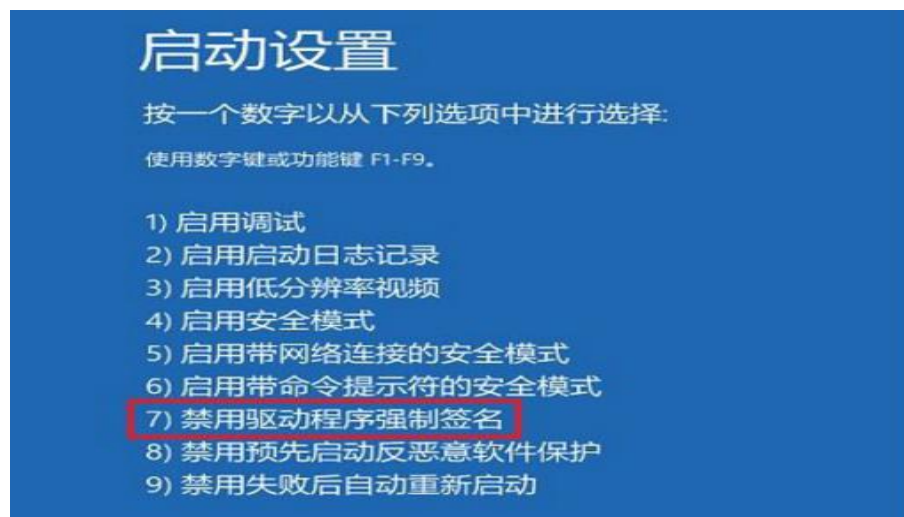 启动设置
按一个数字以从下列选项中进行选择:
使用数字键或功能键 F1-F9。
1) 启用调试
2) 启用启动日志记录
3) 启用低分辨率视频
4) 启用安全模式
5) 启用带网络连接的安全模式
6) 启用带命令提示符的安全模式
7) 禁用驱动程序强制签名
8) 禁用预先启动反恶意软件保护
9) 禁用失败后自动重新启动